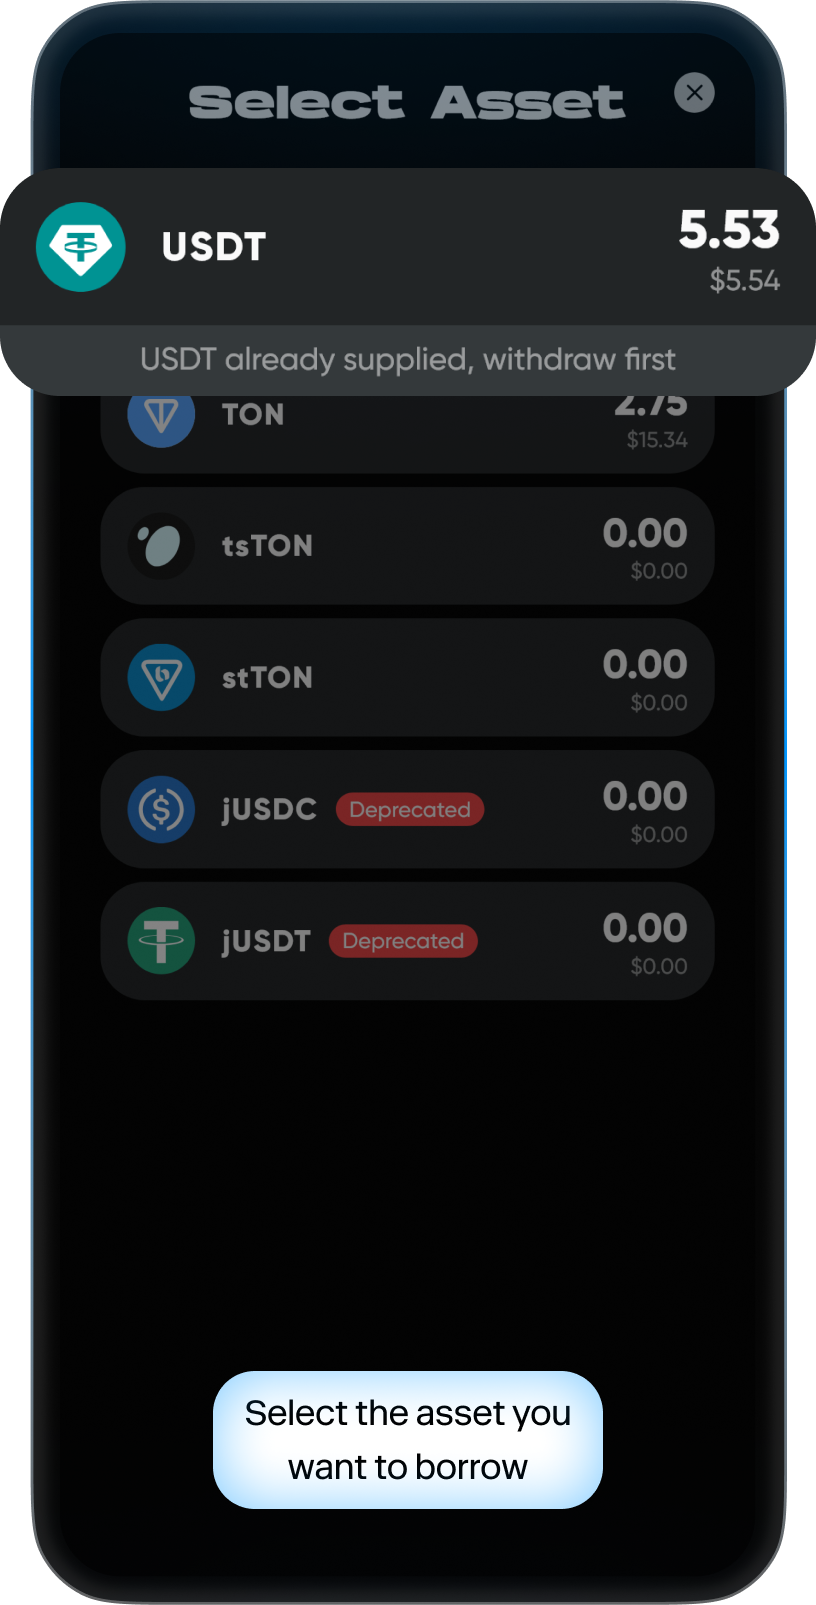 Select Asset
USDT
5.53
$5.54
USDT already supplied, withdraw first
TON
2.75
$15.34
tsTON
0.00
$0.00
stTON
0.00
$0.00
jUSDC Deprecated
0.00
$0.00
jUSDT Deprecated
0.00
$0.00
Select the asset you
want to borrow